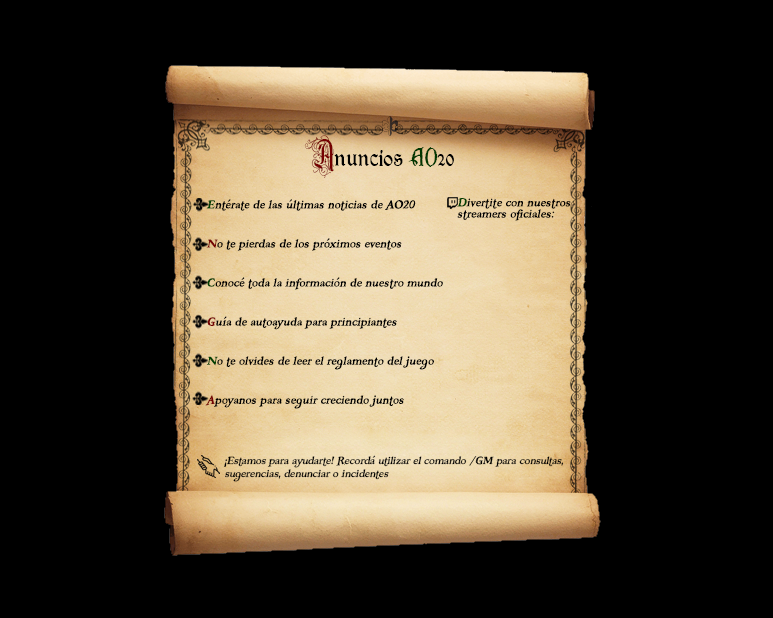 Anuncios AO20
Entérate de las últimas noticias de AO20
No te pierdas de los próximos eventos
Conocé toda la información de nuestro mundo
Guía de autoayuda para principiantes
No te olvides de leer el reglamento del juego
Apoyanos para seguir creciendo juntos
Divertite con nuestros
streamers oficiales:
¡Estamos para ayudarte! Recordá utilizar el comando /GM para consultas,
sugerencias, denunciar o incidentes